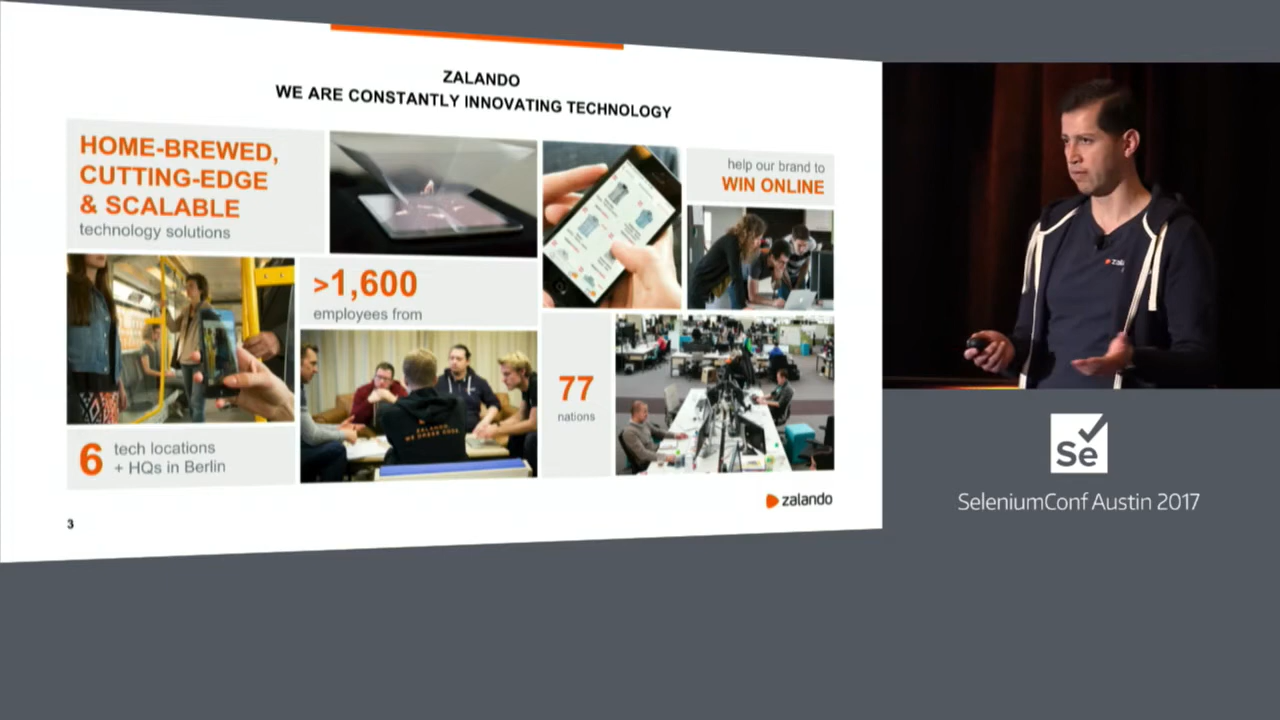 ZALANDO
WE ARE CONSTANTLY INNOVATING TECHNOLOGY
HOME-BREWED,
CUTTING-EDGE
& SCALABLE
technology solutions
help our brand to
WIN ONLINE
>1,600
employees from
77
nations
6
tech locations
+ HQs in Berlin
zalando
3
Se
SeleniumConf Austin 2017